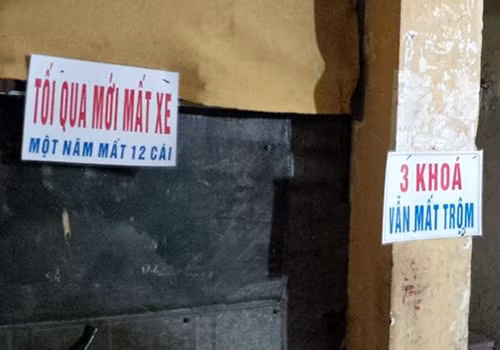 TỐI QUA MỚI MẤT XE
MỘT NĂM MẤT 12 CÁI
3 KHOÁ
VẪN MẤT TRỘM